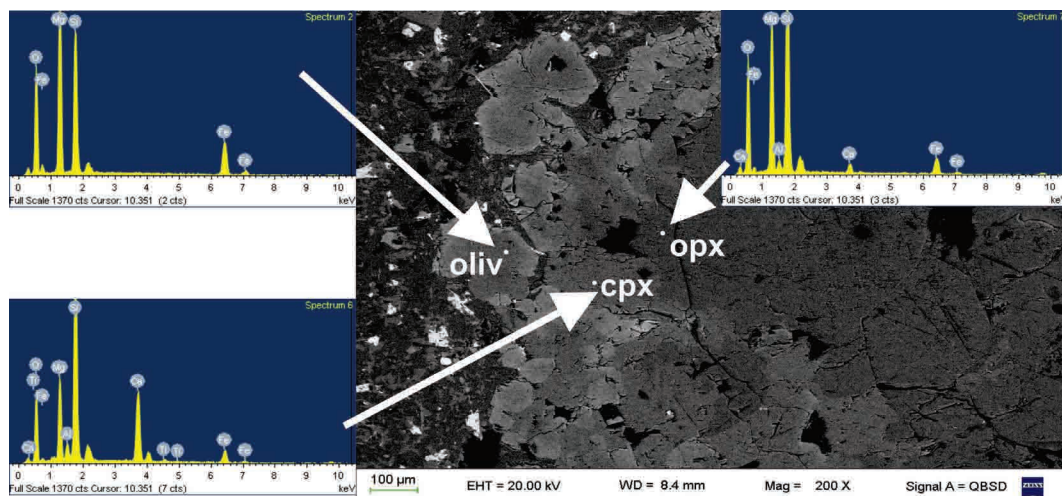 Spectrum 2
Mg Si
O
Fe
Fe
Fe
0 1 2 3 4 5 6 7 8 9 10
Full Scale 1370 cts Cursor: 10.351 (2 cts) keV
Mg Si
O
Fe
Ca Al Ca Fe
Fe
0 1 2 3 4 5 6 7 8 9 10
Full Scale 1370 cts Cursor: 10.351 (3 cts) keV
oliv
opx
cpx
Spectrum 6
Si
O
Ti Mg
Fe Ca
Al
Ca Ti Ti Fe Fe
0 1 2 3 4 5 6 7 8 9 10
Full Scale 1370 cts Cursor: 10.351 (7 cts) keV
100 µm EHT = 20.00 kV WD = 8.4 mm Mag = 200 X Signal A = QBSD ZEISS